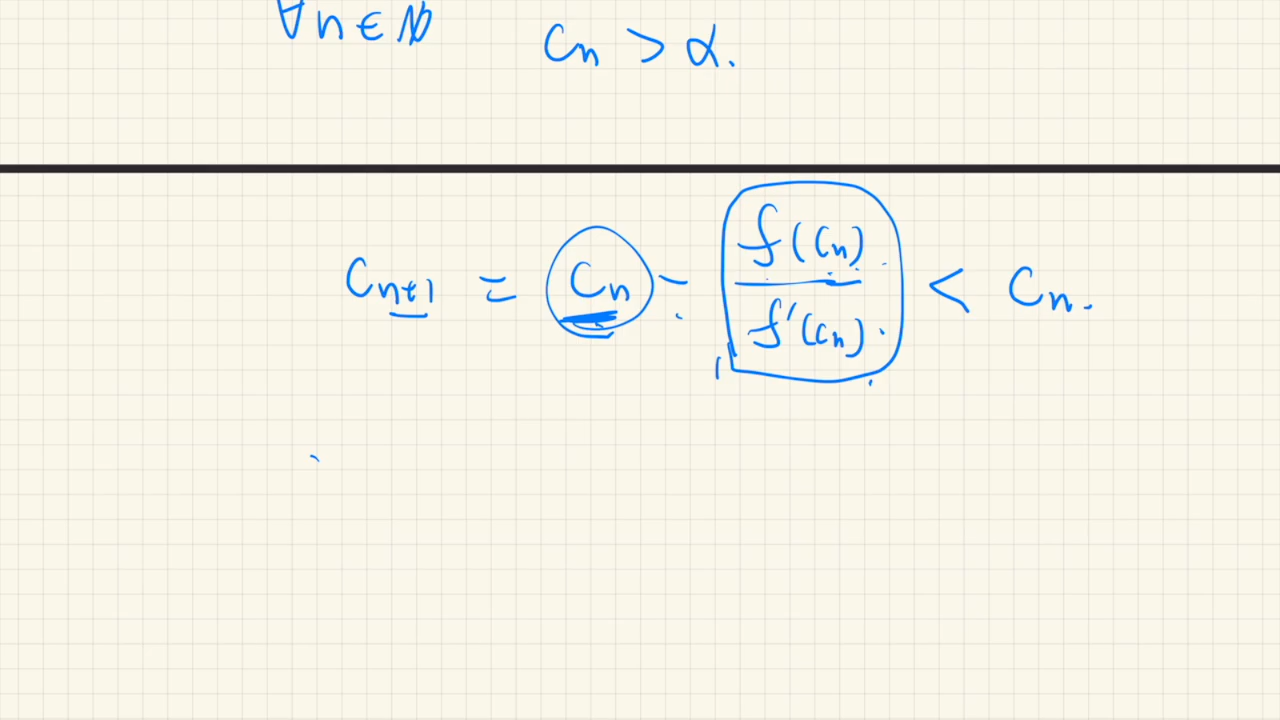 ∀n ∈ ℕ   Cn > α.
Cn+1 = Cn - f(Cn) / f'(Cn) < Cn.